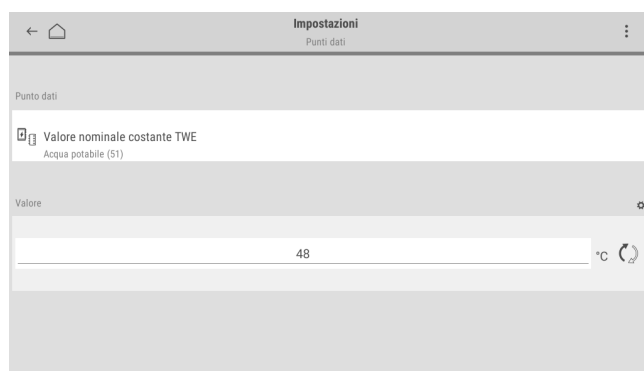 Impostazioni
Punti dati
Punto dati
Valore nominale costante TWE
Acqua potabile (51)
Valore
48
°C